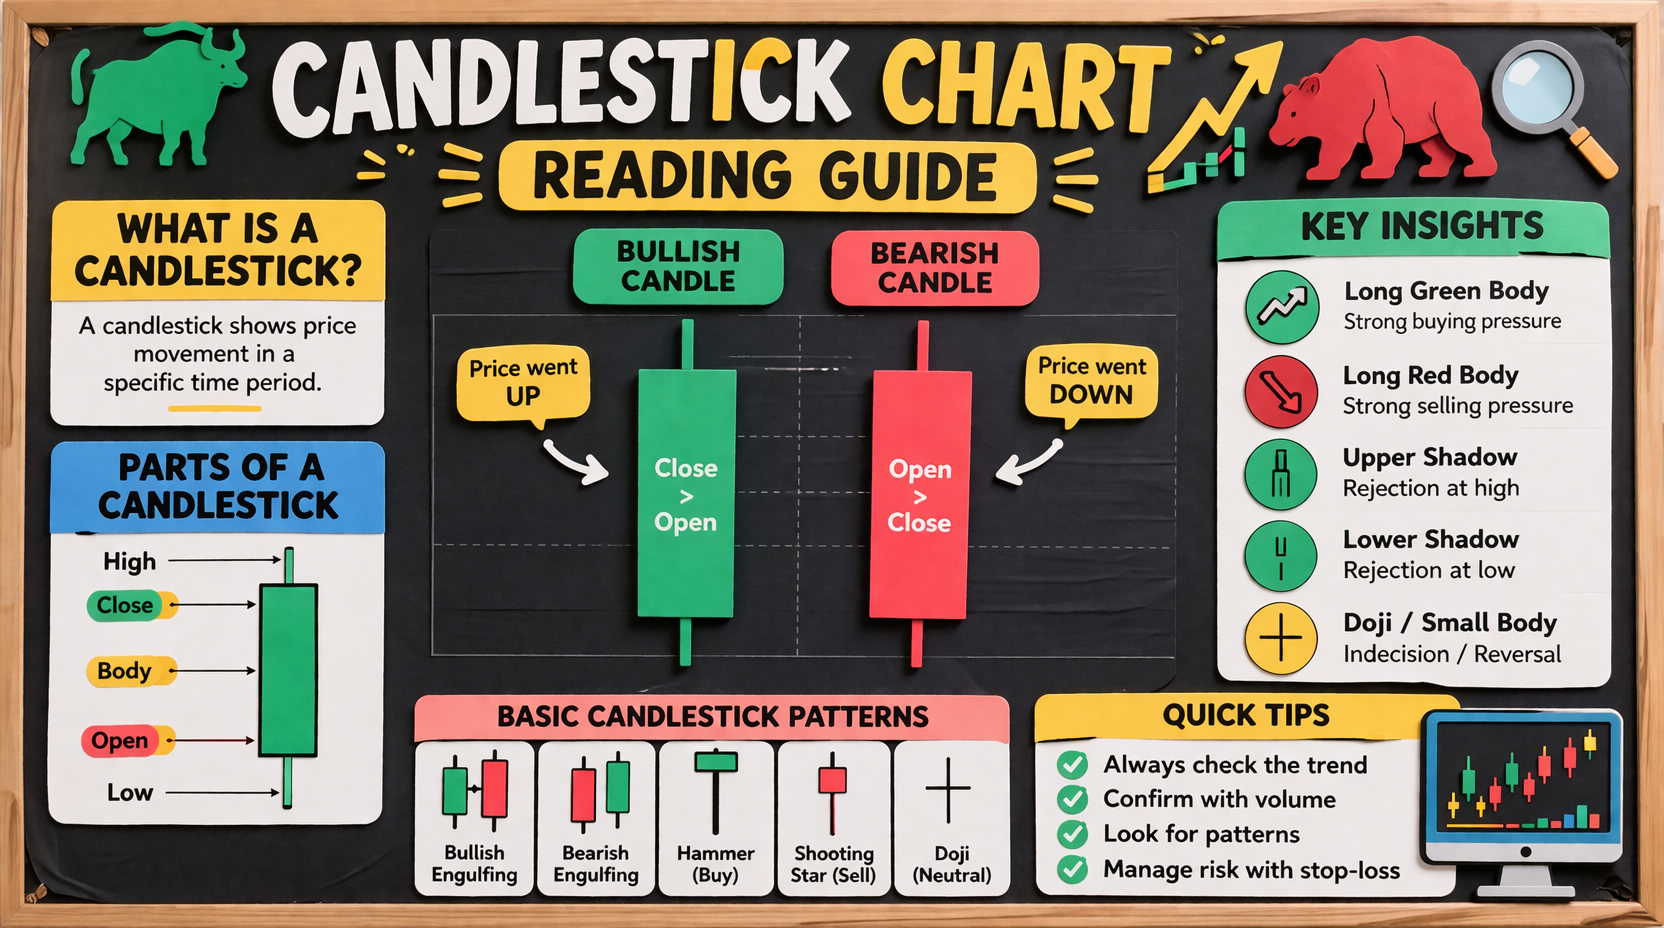 CANDLESTICK CHART
READING GUIDE
WHAT IS A
CANDLESTICK?
A candlestick shows price
movement in a
specific time period.
PARTS OF A
CANDLESTICK
High
Close
Body
Open
Low
BULLISH
CANDLE
Price went
UP
Close
>
Open
BEARISH
CANDLE
Price went
DOWN
Open
>
Close
KEY INSIGHTS
Long Green Body
Strong buying pressure
Long Red Body
Strong selling pressure
Upper Shadow
Rejection at high
Lower Shadow
Rejection at low
Doji / Small Body
Indecision / Reversal
BASIC CANDLESTICK PATTERNS
Bullish
Engulfing
Bearish
Engulfing
Hammer
(Buy)
Shooting
Star (Sell)
Doji
(Neutral)
QUICK TIPS
Always check the trend
Confirm with volume
Look for patterns
Manage risk with stop-loss